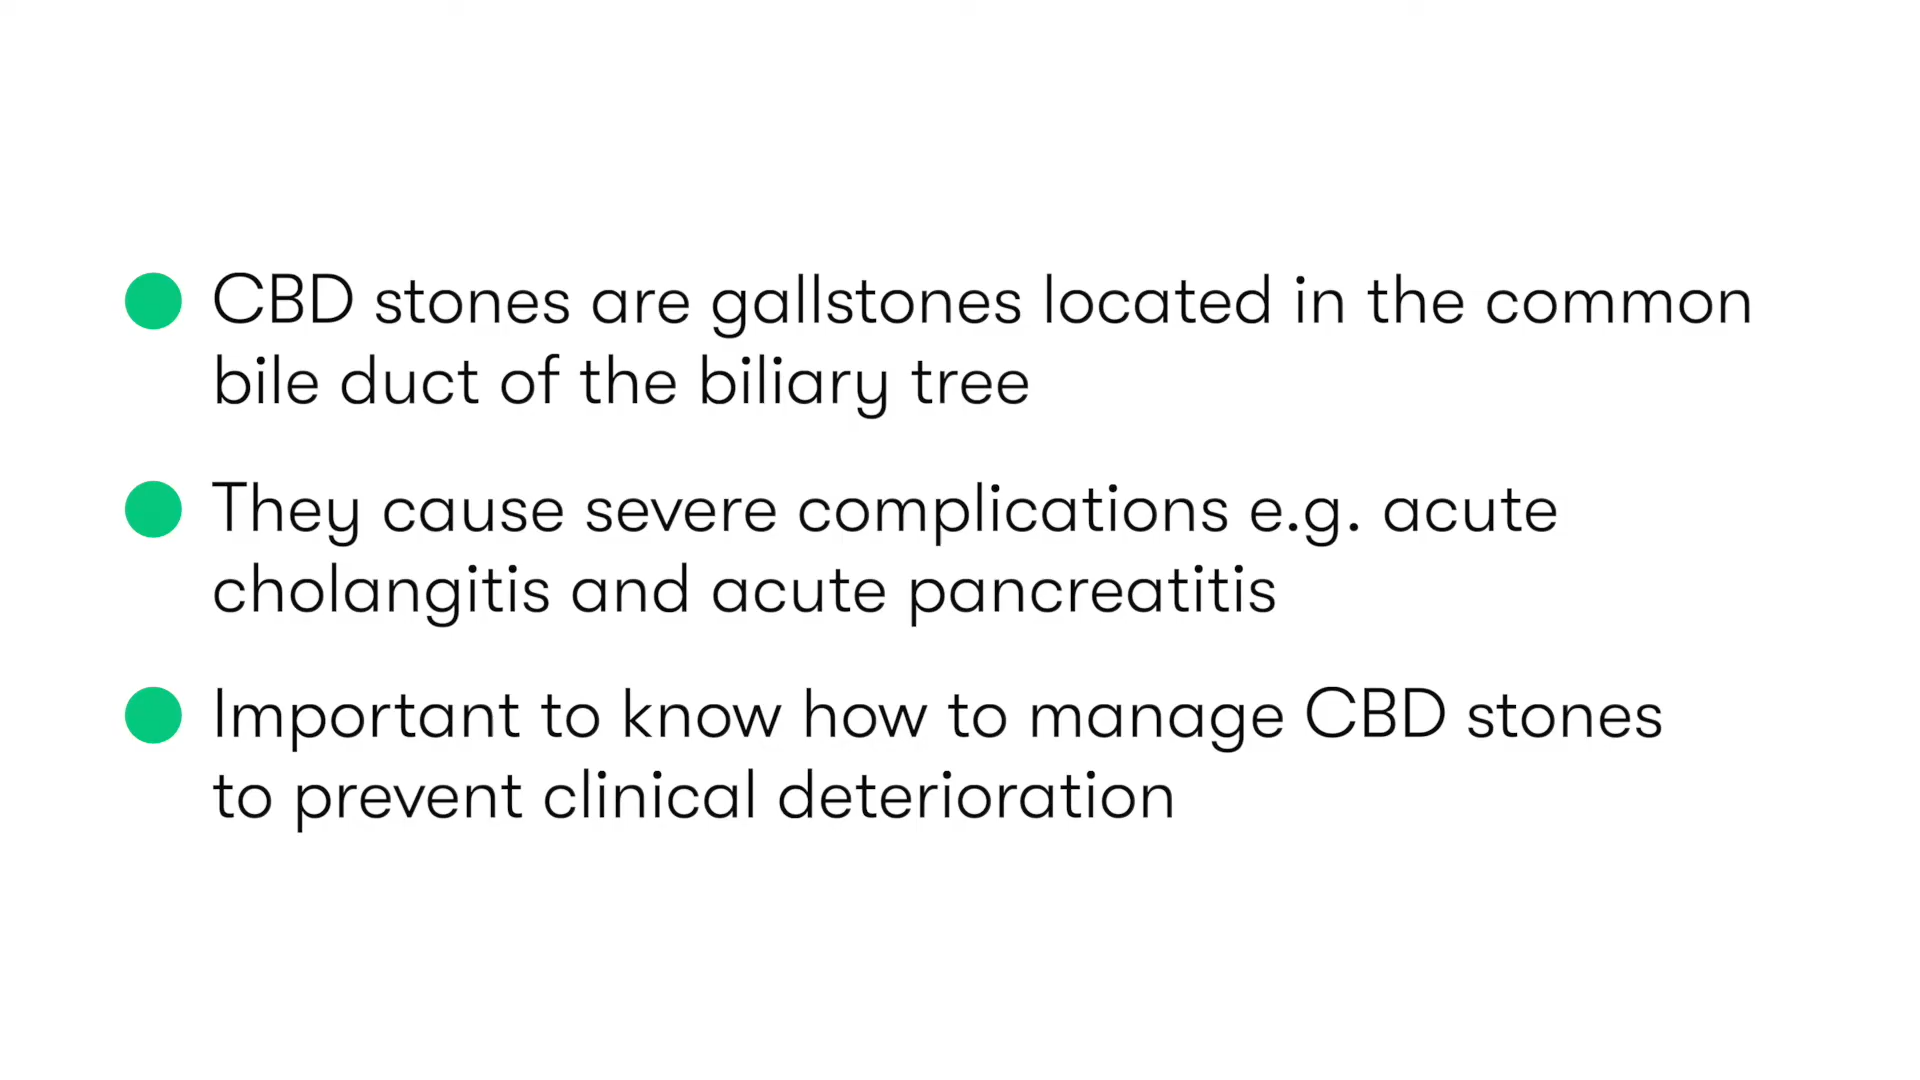 CBD stones are gallstones located in the common
bile duct of the biliary tree
They cause severe complications e.g. acute
cholangitis and acute pancreatitis
Important to know how to manage CBD stones
to prevent clinical deterioration